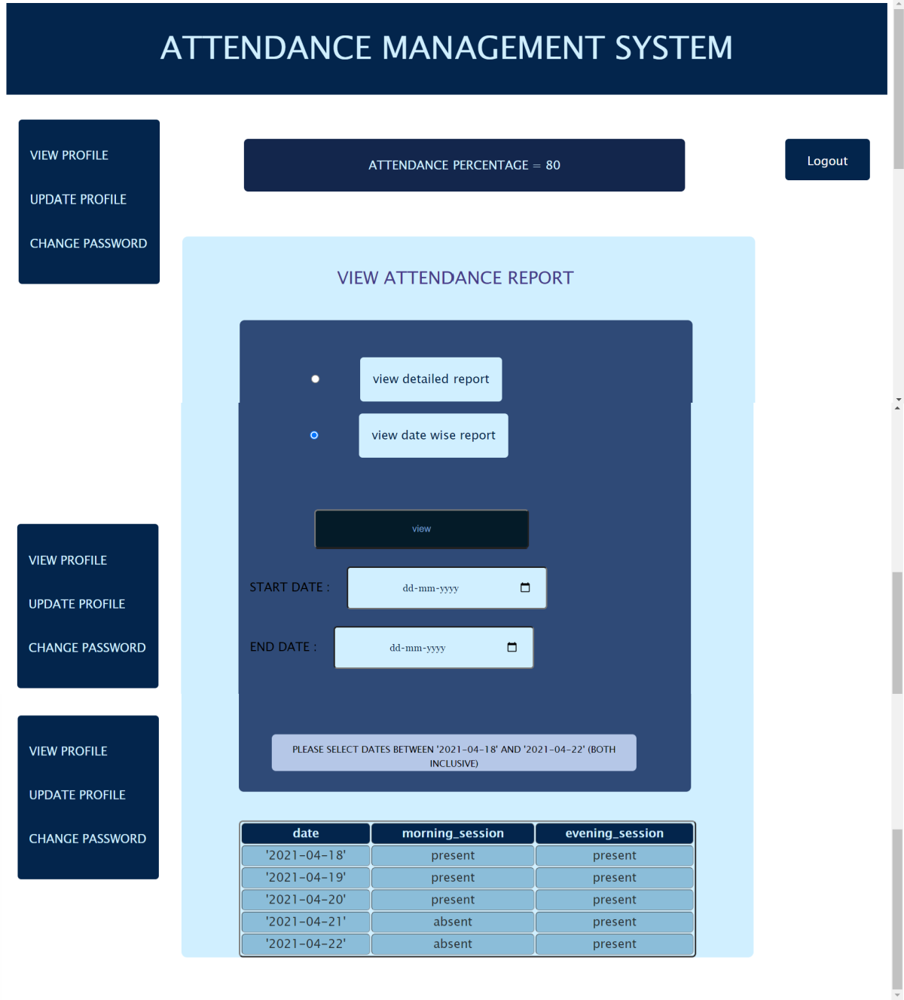 ATTENDANCE MANAGEMENT SYSTEM
VIEW PROFILE
UPDATE PROFILE
CHANGE PASSWORD
ATTENDANCE PERCENTAGE = 80
Logout
VIEW ATTENDANCE REPORT
view detailed report
view date wise report
view
START DATE : dd-mm-yyyy
END DATE : dd-mm-yyyy
VIEW PROFILE
UPDATE PROFILE
CHANGE PASSWORD
PLEASE SELECT DATES BETWEEN '2021-04-18' AND '2021-04-22' (BOTH
INCLUSIVE)
VIEW PROFILE
UPDATE PROFILE
CHANGE PASSWORD
date morning_session evening_session
'2021-04-18' present present
'2021-04-19' present present
'2021-04-20' present present
'2021-04-21' absent present
'2021-04-22' absent present